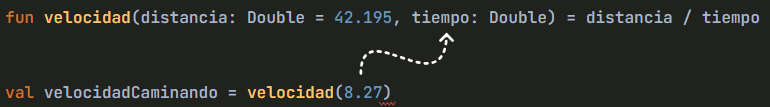 fun velocidad(distancia: Double = 42.195, tiempo: Double) = distancia / tiempo
val velocidadCaminando = velocidad(8.27)